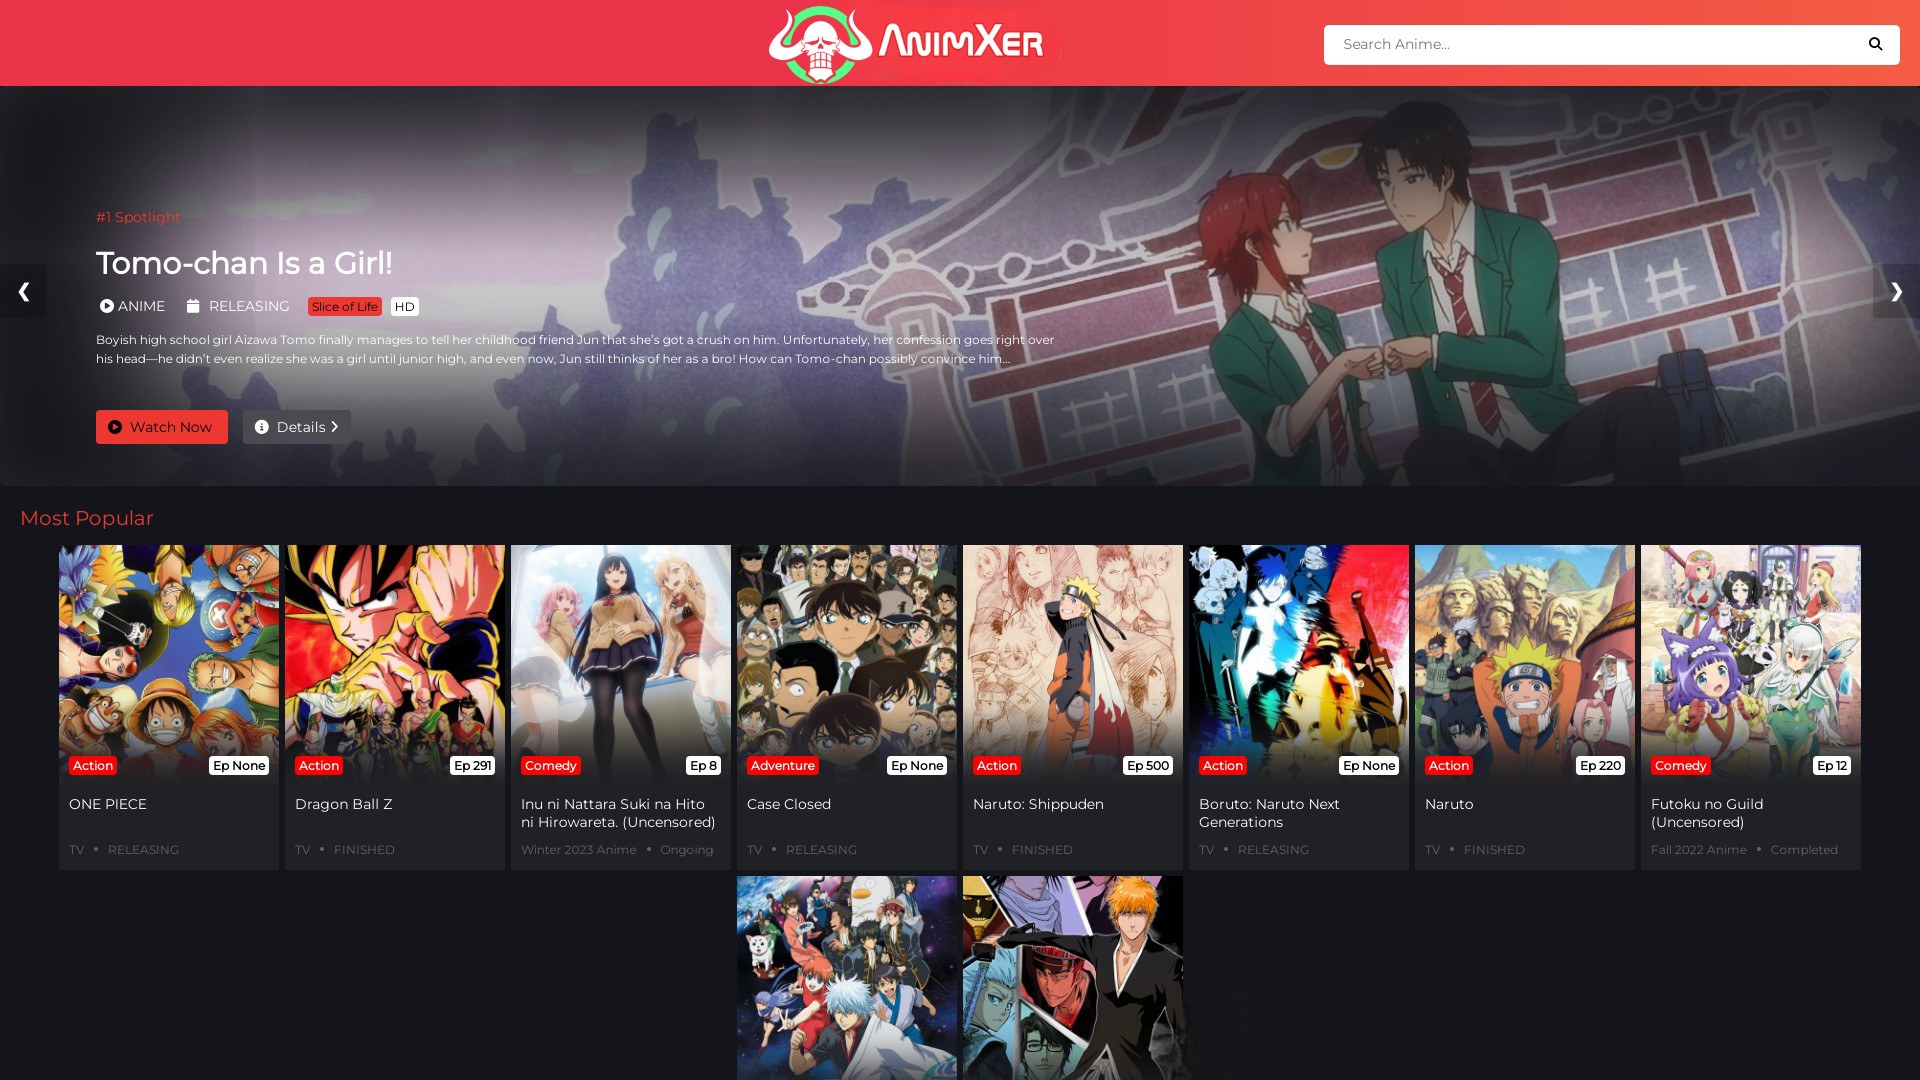 ANIMXER
Search Anime...
#1 Spotlight
Tomo-chan Is a Girl!
ANIME RELEASING Slice of Life HD
Boyish high school girl Aizawa Tomo finally manages to tell her childhood friend Jun that she’s got a crush on him. Unfortunately, her confession goes right over
his head—he didn’t even realize she was a girl until junior high, and even now, Jun still thinks of her as a bro! How can Tomo-chan possibly convince him...
Watch Now
Details
Most Popular
Action Ep None
ONE PIECE
TV • RELEASING
Action Ep 291
Dragon Ball Z
TV • FINISHED
Comedy Ep 8
Inu ni Nattara Suki na Hito
ni Hirowareta. (Uncensored)
Winter 2023 Anime • Ongoing
Adventure Ep None
Case Closed
TV • RELEASING
Action Ep 500
Naruto: Shippuden
TV • FINISHED
Action Ep None
Boruto: Naruto Next
Generations
TV • RELEASING
Action Ep 220
Naruto
TV • FINISHED
Comedy Ep 12
Futoku no Guild
(Uncensored)
Fall 2022 Anime • Completed